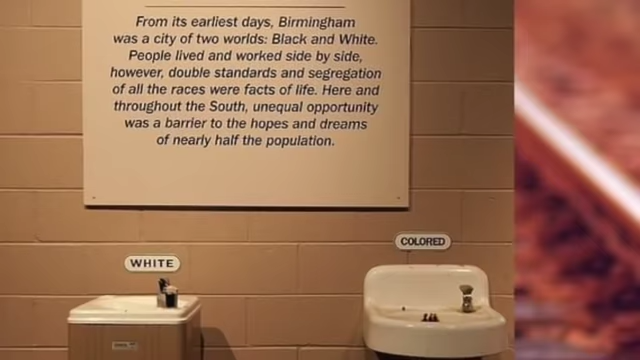 From its earliest days, Birmingham
was a city of two worlds: Black and White.
People lived and worked side by side,
however, double standards and segregation
of all the races were facts of life. Here and
throughout the South, unequal opportunity
was a barrier to the hopes and dreams
of nearly half the population.
COLORED
WHITE